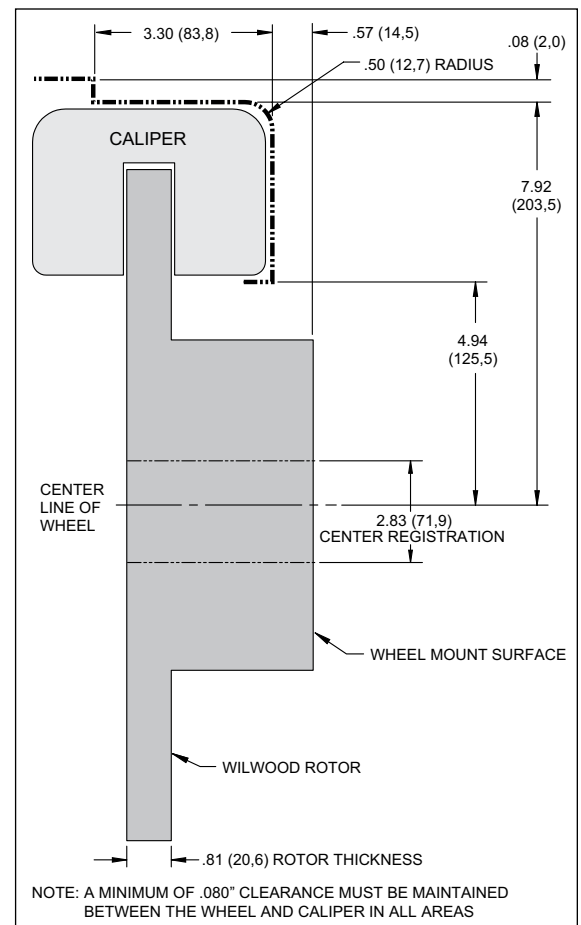 3.30 (83,8)
.57 (14,5)
.08 (2,0)
.50 (12,7) RADIUS
CALIPER
7.92
(203,5)
4.94
(125,5)
CENTER
LINE OF
WHEEL
2.83 (71,9)
CENTER REGISTRATION
WHEEL MOUNT SURFACE
WILWOOD ROTOR
.81 (20,6) ROTOR THICKNESS
NOTE: A MINIMUM OF .080" CLEARANCE MUST BE MAINTAINED
BETWEEN THE WHEEL AND CALIPER IN ALL AREAS